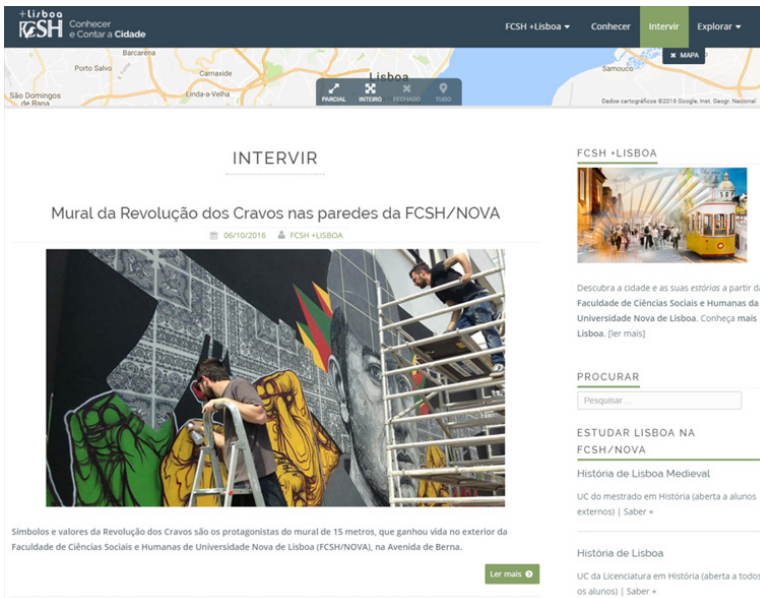 +Lisboa
FCSH
Conhecer
e Contar a Cidade
FCSH +Lisboa
Conhecer
Intervir
Explorar
Barcarena
Porto Salvo
Carnaxide
Linda-a-Velha
São Domingos
de Rana
Lisboa
Samouco
MAPA
PARCIAL INTEIRO FECHADO TUDO
Dados cartográficos ©2016 Google, Inst. Geogr. Nacional
INTERVIR
Mural da Revolução dos Cravos nas paredes da FCSH/NOVA
06/10/2016 FCSH +LISBOA
Símbolos e valores da Revolução dos Cravos são os protagonistas do mural de 15 metros, que ganhou vida no exterior da
Faculdade de Ciências Sociais e Humanas de Universidade Nova de Lisboa (FCSH/NOVA), na Avenida de Berna.
Ler mais
FCSH +LISBOA
Descubra a cidade e as suas estórias a partir da
Faculdade de Ciências Sociais e Humanas da
Universidade Nova de Lisboa. Conheça mais
Lisboa. [ler mais]
PROCURAR
Pesquisar ...
ESTUDAR LISBOA NA
FCSH/NOVA
História de Lisboa Medieval
UC do mestrado em História (aberta a alunos
externos) | Saber +
História de Lisboa
UC da Licenciatura em História (aberta a todos
os alunos) | Saber +